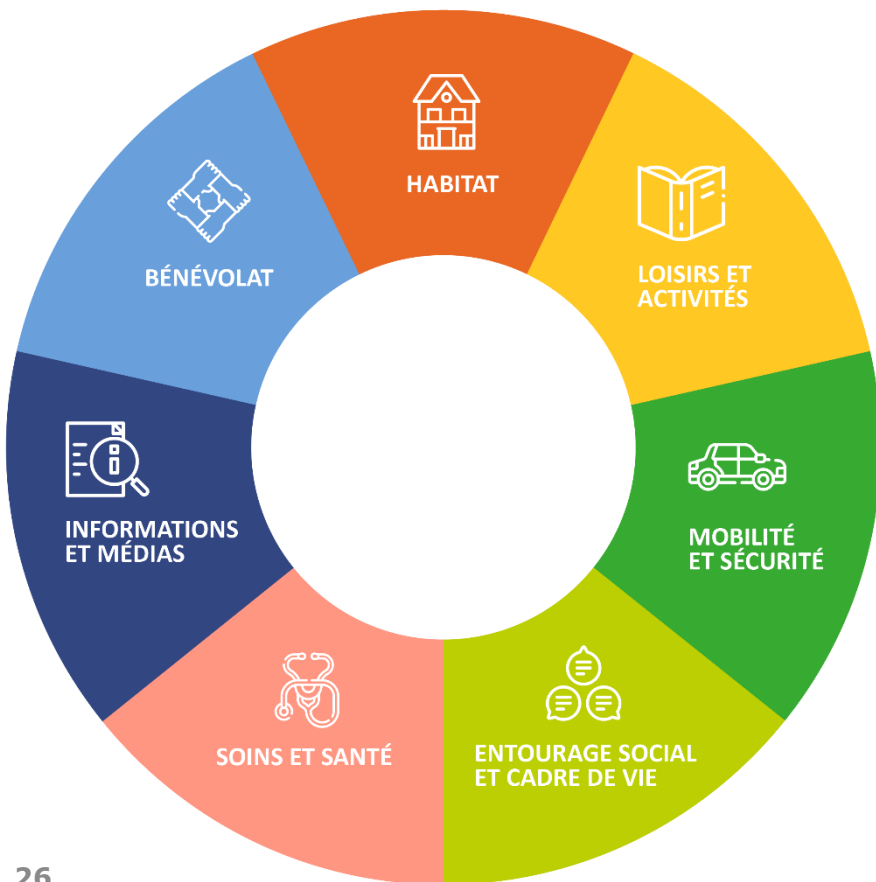 HABITAT
LOISIRS ET
ACTIVITÉS
MOBILITÉ
ET SÉCURITÉ
ENTOURAGE SOCIAL
ET CADRE DE VIE
SOINS ET SANTÉ
INFORMATIONS
ET MÉDIAS
BÉNÉVOLAT
26